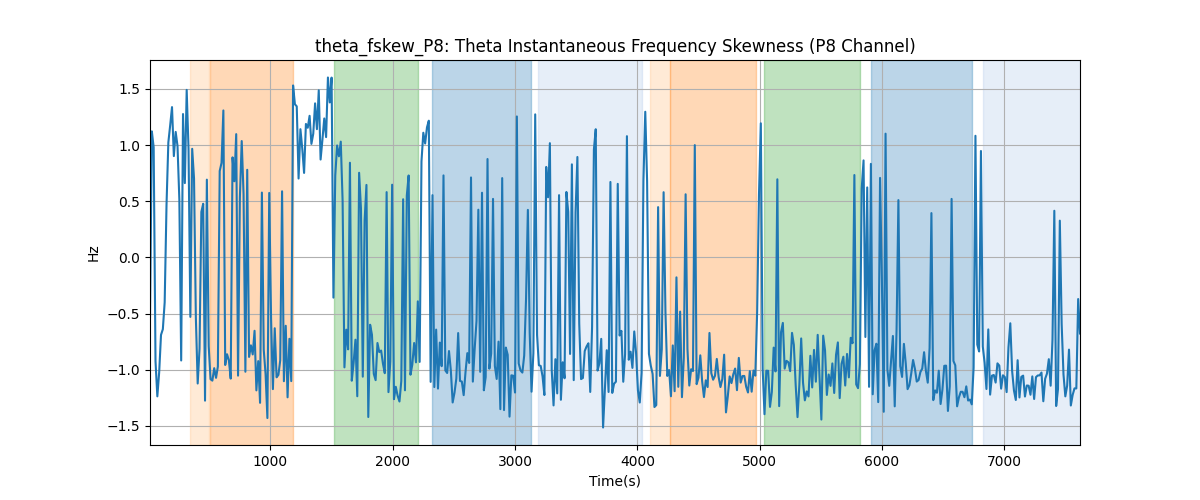 theta_fskew_P8: Theta Instantaneous Frequency Skewness (P8 Channel)
1.5
1.0
0.5
0.0
−0.5
−1.0
−1.5
Hz
1000 2000 3000 4000 5000 6000 7000
Time(s)